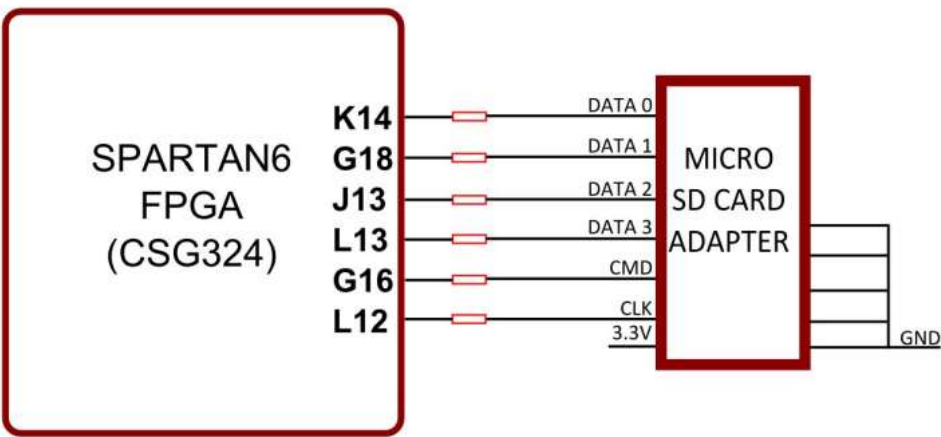 SPARTAN6
FPGA
(CSG324)
K14
G18
J13
L13
G16
L12
DATA 0
DATA 1
DATA 2
DATA 3
CMD
CLK
3.3V
MICRO
SD CARD
ADAPTER
GND